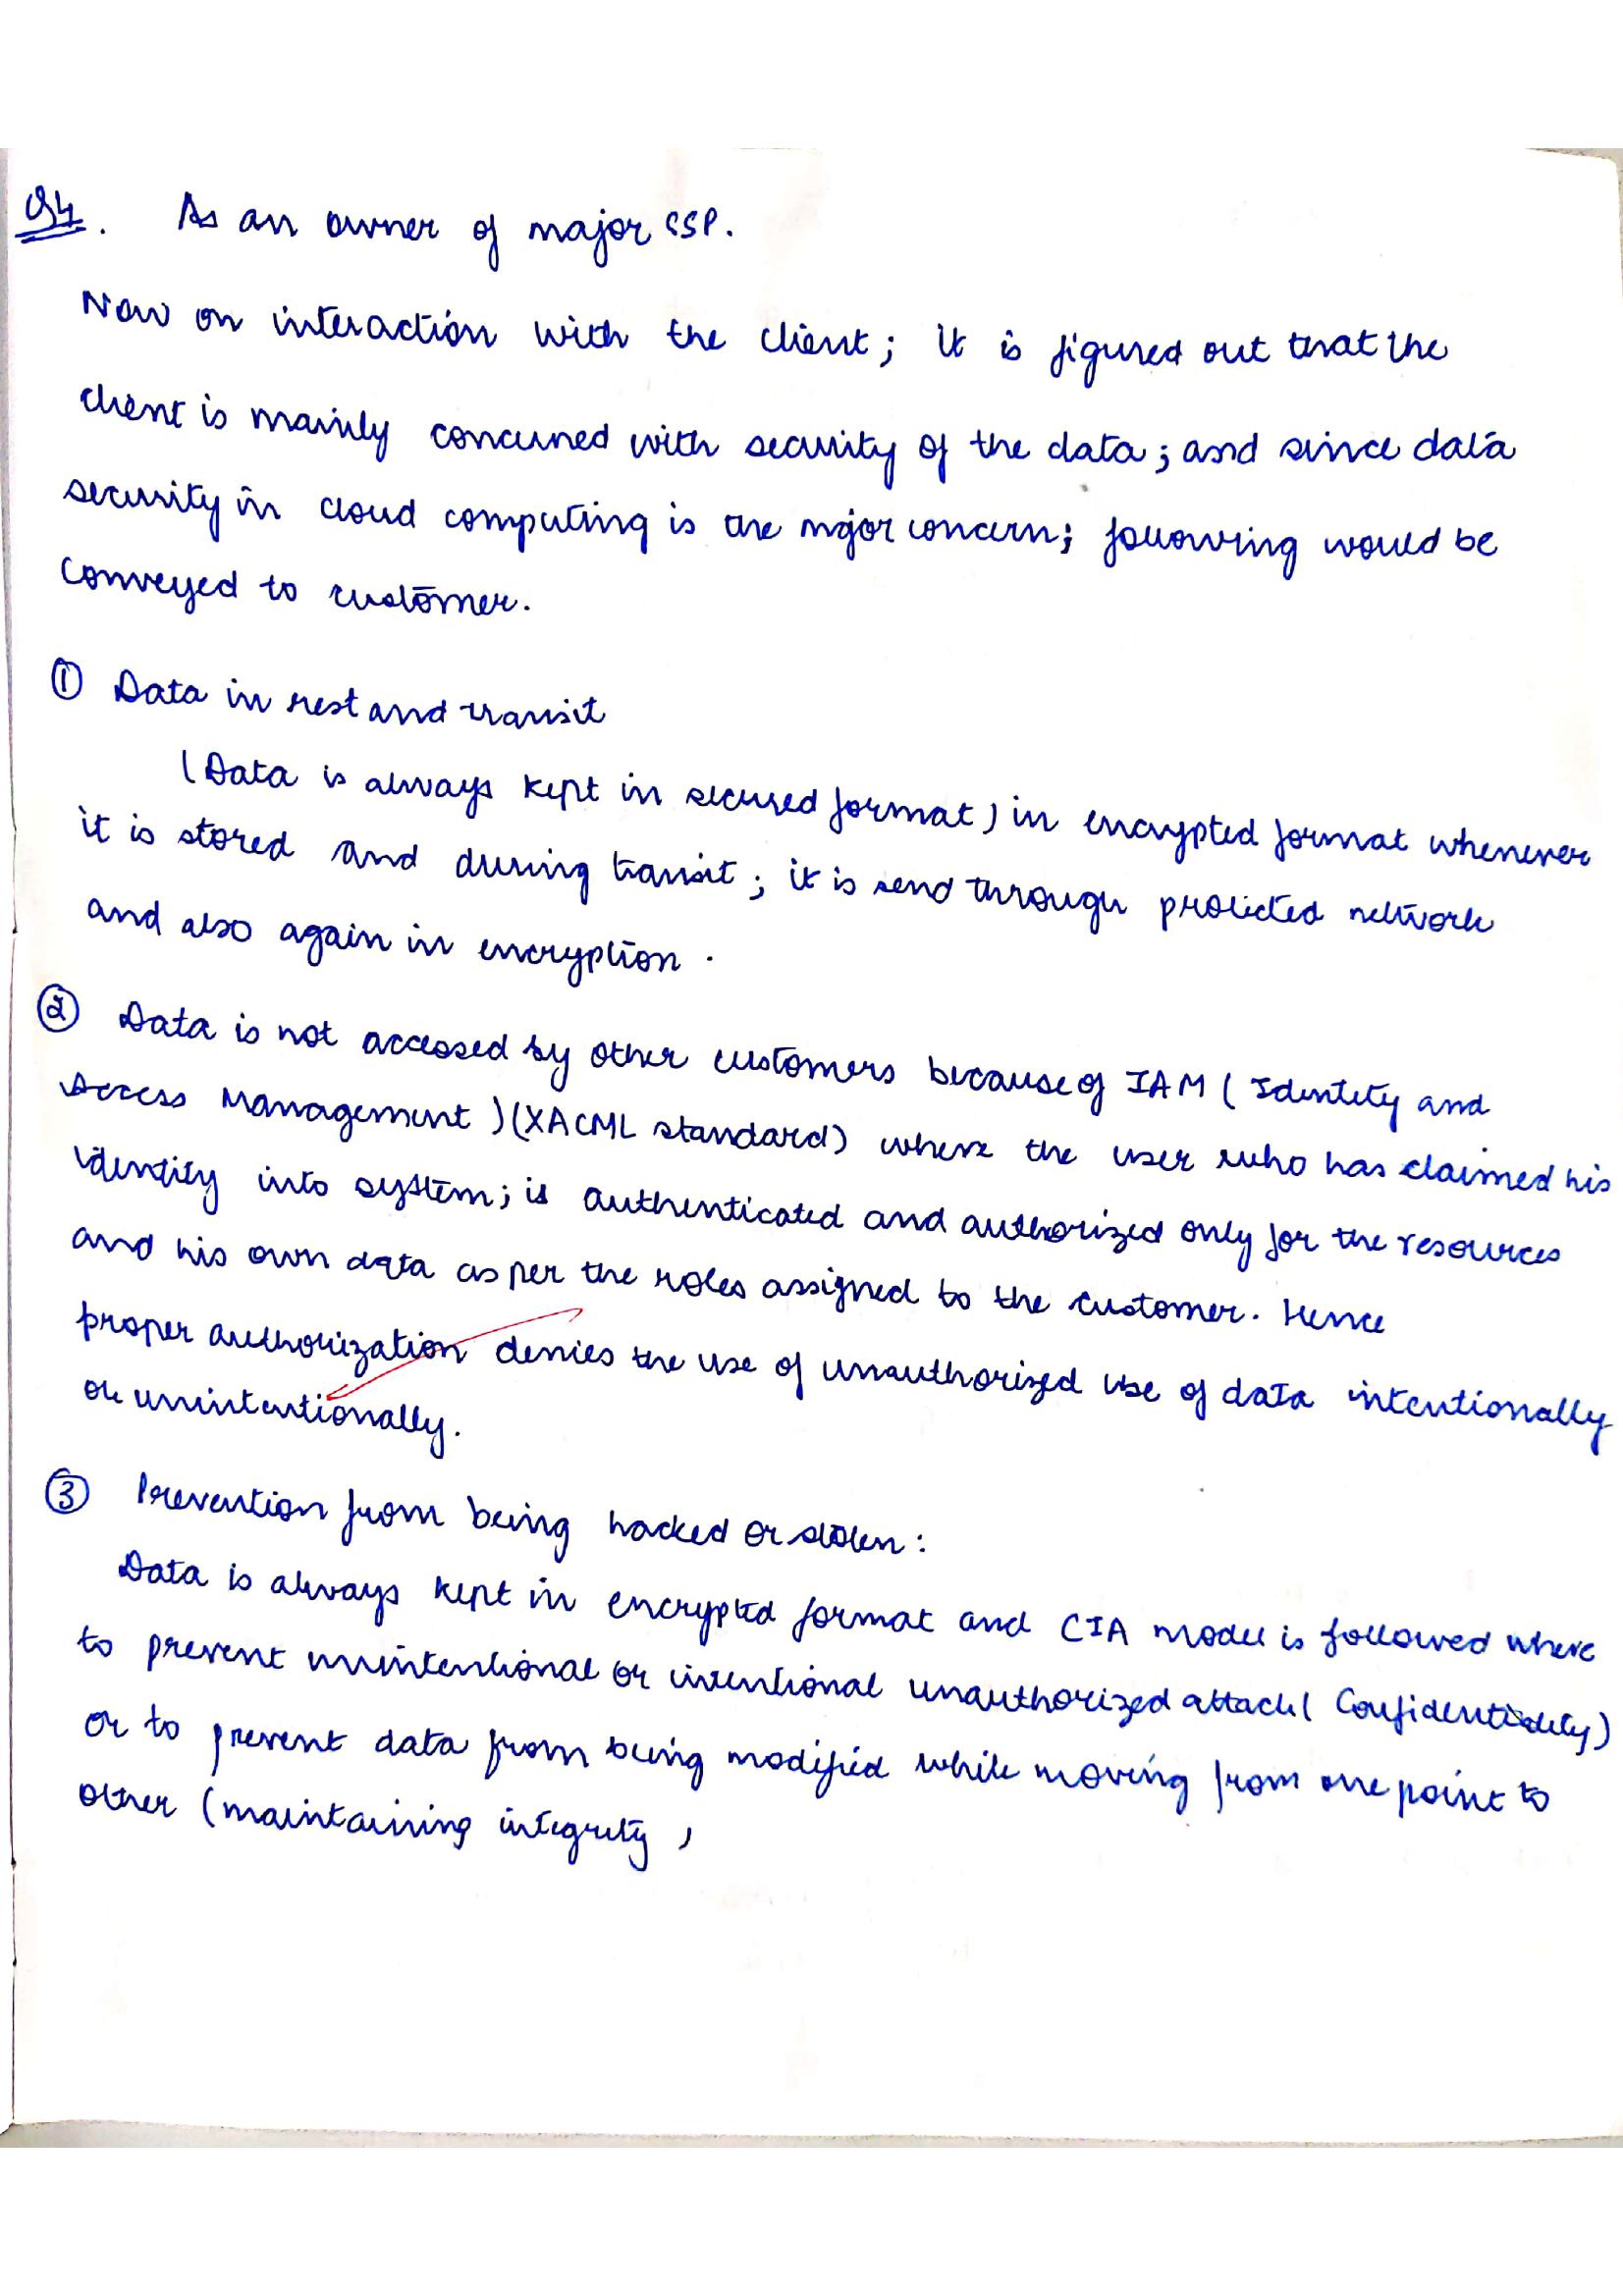 Q4. As an owner of major CSP.
Now on interaction with the client; it is figured out that the
client is mainly concerned with security of the data; and since data
security in cloud computing is the mjor concern; following would be
conveyed to customer.
① Data in rest and transit
(Data is always kept in secured format) in encrypted format whenever
it is stored and during transit; it is send through protected network
and also again in encryption.
② Data is not accessed by other customers because of IAM (Identity and
Access Management) (XACML standard) where the user who has claimed his
identity into system; is authenticated and authorized only for the resources
and his own data as per the roles assigned to the customer. Hence
proper authorization denies the use of unauthorized use of data intentionally
or unintentionally.
③ Prevention from being hacked or stolen:
Data is always kept in encrypted format and CIA model is followed where
to prevent unintentional or intentional unauthorized attack (Confidentiality)
or to prevent data from being modified while moving from one point to
other (maintaining integrity)